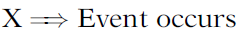 X ⟹ Event occurs